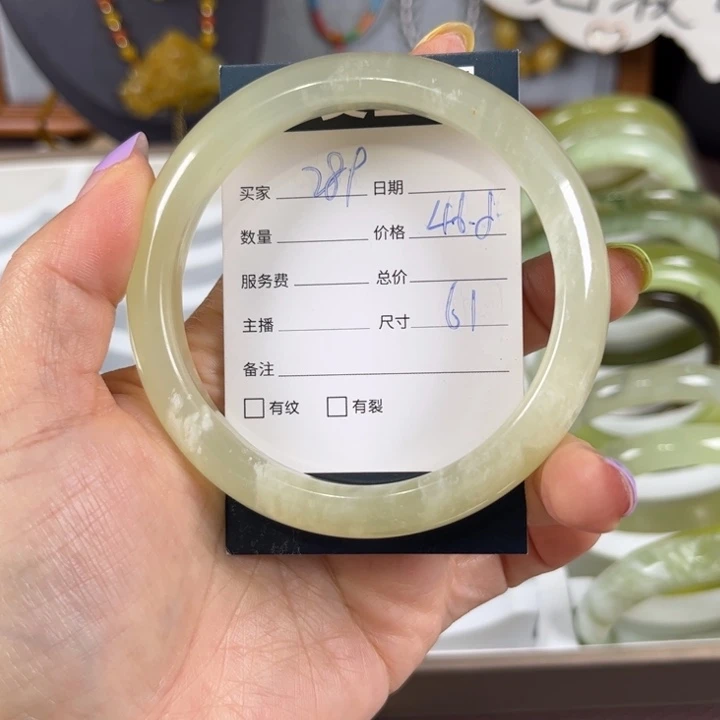 买家 289 日期
数量 价格 46.8
服务费 总价
主播 尺寸 61
备注
□ 有纹 □ 有裂